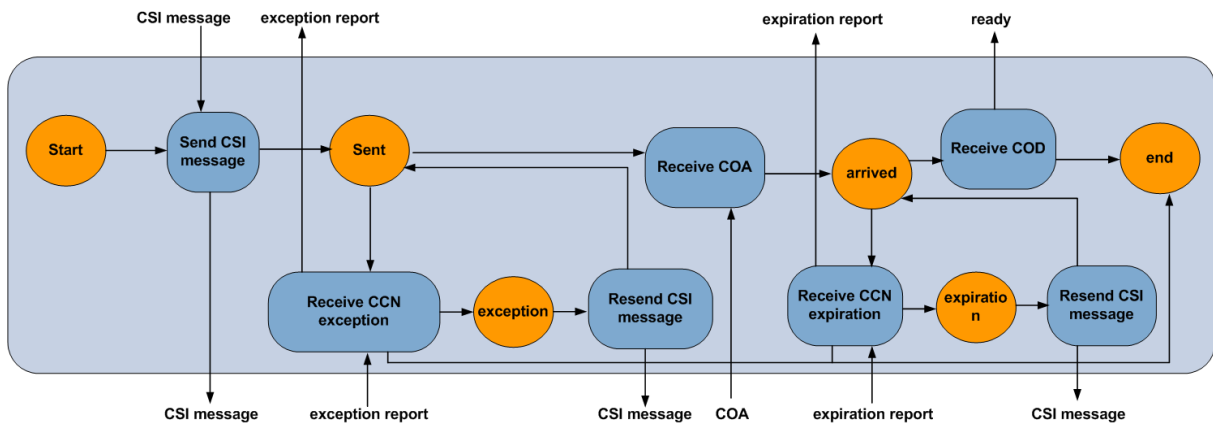 CSI message
exception report
expiration report
ready
Start
Send CSI
message
Sent
Receive COA
arrived
Receive COD
end
Receive CCN
exception
exception
Resend CSI
message
Receive CCN
expiration
expiratio
n
Resend CSI
message
CSI message
exception report
CSI message
COA
expiration report
CSI message